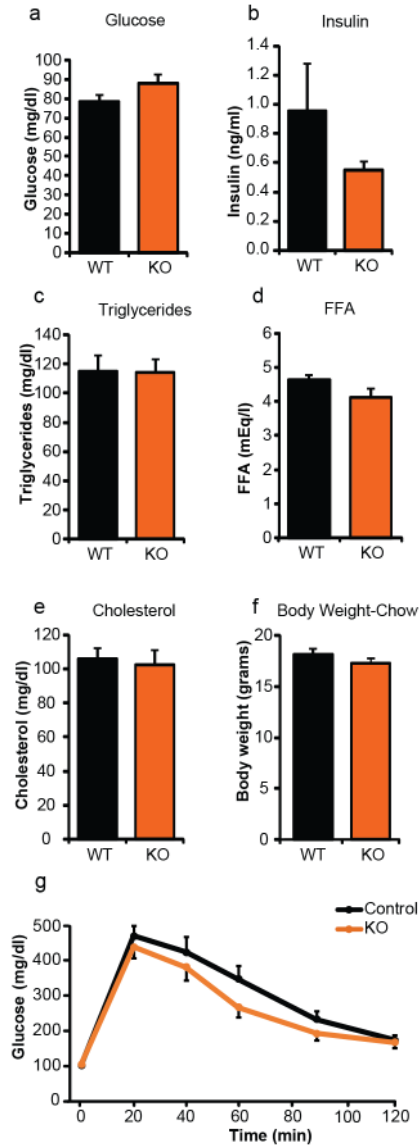 a Glucose
Glucose (mg/dl)
100
90
80
70
60
50
40
30
20
10
0
WT KO
b Insulin
Insulin (ng/ml)
1.4
1.2
1.0
0.8
0.6
0.4
0.2
0.0
WT KO
c Triglycerides
Triglycerides (mg/dl)
140
120
100
80
60
40
20
0
WT KO
d FFA
FFA (mEq/l)
6
5
4
3
2
1
0
WT KO
e Cholesterol
Cholesterol (mg/dl)
120
100
80
60
40
20
0
WT KO
f Body Weight-Chow
Body weight (grams)
20
15
10
5
0
WT KO
g
Glucose (mg/dl)
500
400
300
200
100
0
0 20 40 60 80 100 120
Time (min)
Control
KO